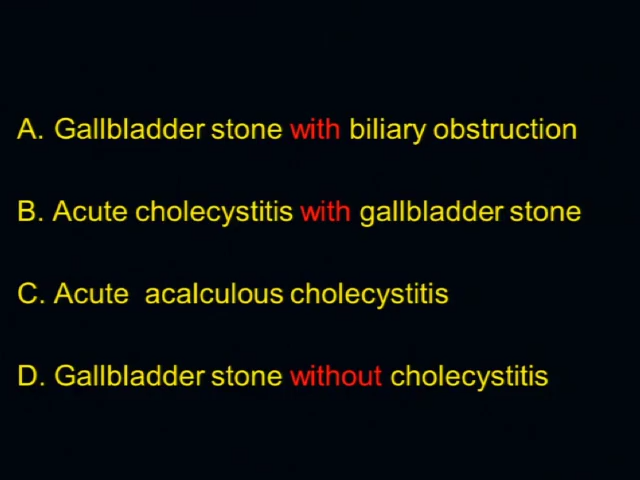 A. Gallbladder stone with biliary obstruction
B. Acute cholecystitis with gallbladder stone
C. Acute acalculous cholecystitis
D. Gallbladder stone without cholecystitis